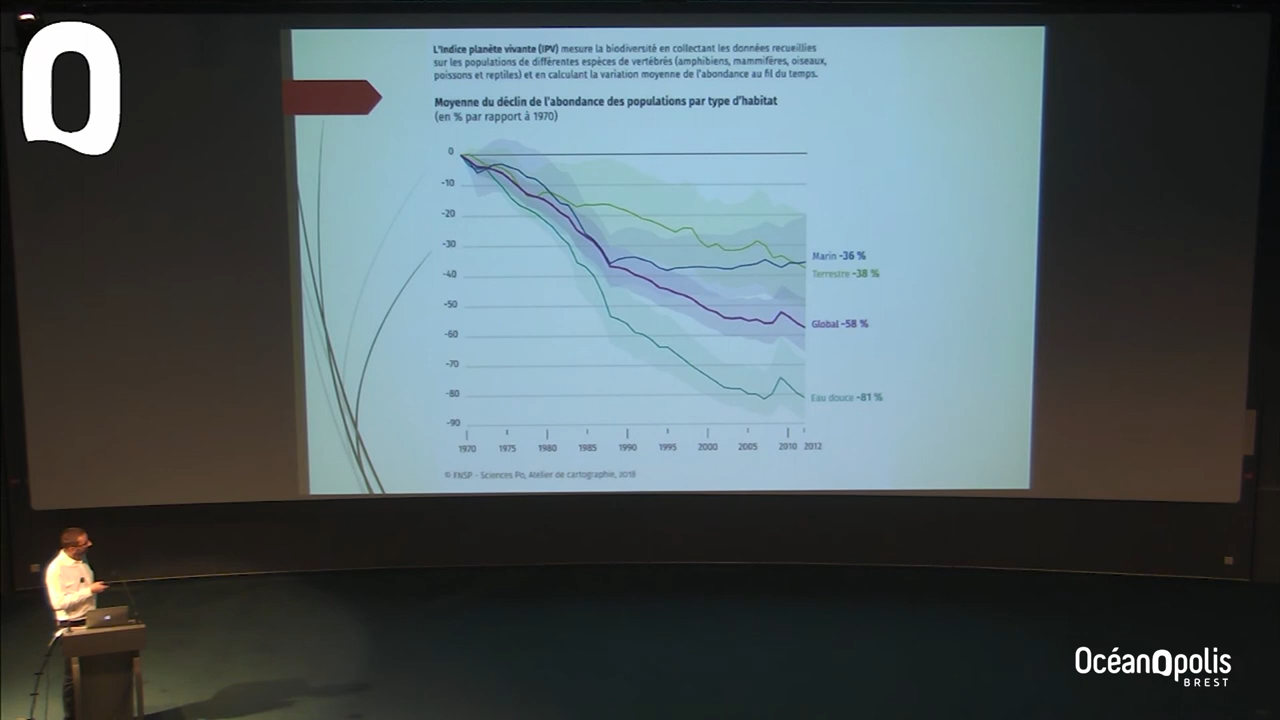 L'Indice planète vivante (IPV) mesure la biodiversité en collectant les données recueillies
sur les populations de différentes espèces de vertébrés (amphibiens, mammifères, oiseaux,
poissons et reptiles) et en calculant la variation moyenne de l'abondance au fil du temps.
Moyenne du déclin de l'abondance des populations par type d'habitat
(en % par rapport à 1970)
0
-10
-20
-30
-40
-50
-60
-70
-80
-90
Marin -36 %
Terrestre -38 %
Global -58 %
Eau douce -81 %
1970 1975 1980 1985 1990 1995 2000 2005 2010 2012
© FNSP - Sciences Po, Atelier de cartographie, 2018
OcéanOpolis
BREST